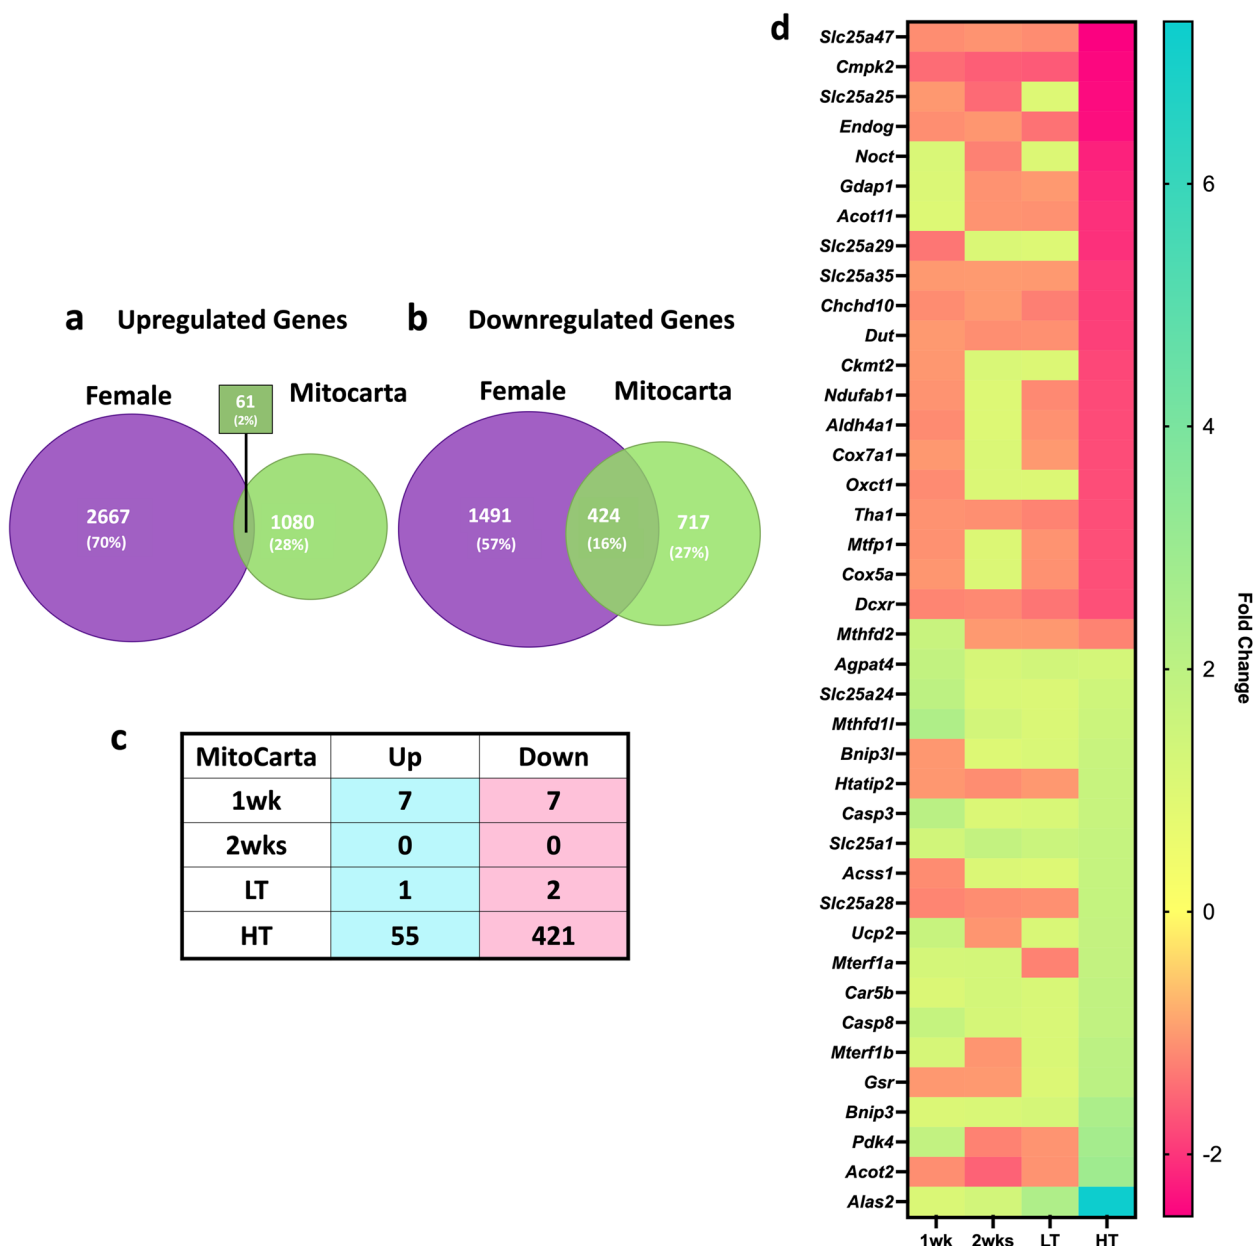 a Upregulated Genes
Female
Mitocarta
61
(2%)
2667
(70%)
1080
(28%)
b Downregulated Genes
Female
Mitocarta
1491
(57%)
424
(16%)
717
(27%)
c
MitoCarta Up Down
1wk 7 7
2wks 0 0
LT 1 2
HT 55 421
d
Slc25a47
Cmpk2
Slc25a25
Endog
Noct
Gdap1
Acot11
Slc25a29
Slc25a35
Chchd10
Dut
Ckmt2
Ndufab1
Aldh4a1
Cox7a1
Oxct1
Tha1
Mtfp1
Cox5a
Dcxr
Mthfd2
Agpat4
Slc25a24
Mthfd1l
Bnip3l
Htatip2
Casp3
Slc25a1
Acss1
Slc25a28
Ucp2
Mterf1a
Car5b
Casp8
Mterf1b
Gsr
Bnip3
Pdk4
Acot2
Alas2
1wk 2wks LT HT
6
4
2
0
-2
Fold Change